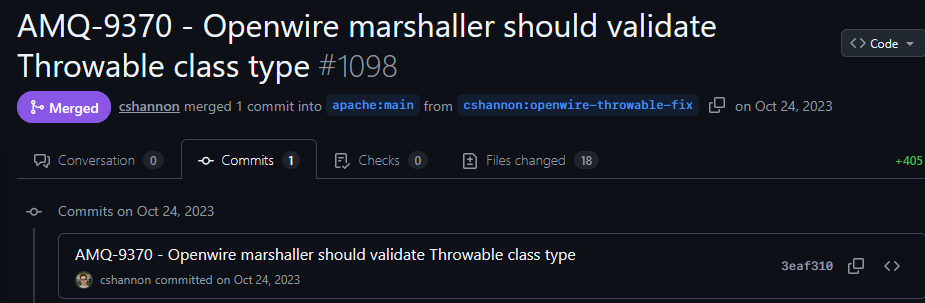 AMQ-9370 - Openwire marshaller should validate
Throwable class type #1098
<> Code
Merged cshannon merged 1 commit into apache:main from cshannon:openwire-throwable-fix on Oct 24, 2023
Conversation 0 Commits 1 Checks 0 Files changed 18 +405
Commits on Oct 24, 2023
AMQ-9370 - Openwire marshaller should validate Throwable class type
3eaf310 <>
cshannon committed on Oct 24, 2023